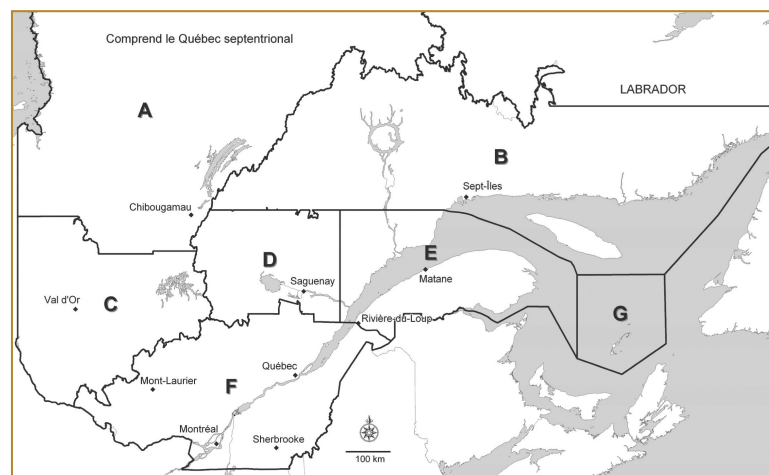 Comprend le Québec septentrional
LABRADOR
A
B
Sept-Îles
Chibougamau
D
E
Saguenay
Matane
Val d'Or
C
G
Rivière-du-Loup
Québec
Mont-Laurier
F
Montréal
Sherbrooke
100 km